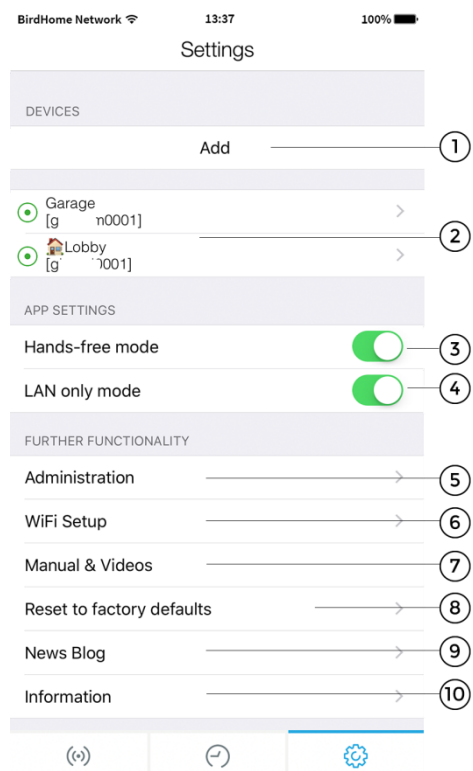 BirdHome Network 13:37 100%
Settings
DEVICES
Add
1
Garage
[g m0001]
2
Lobby
[g 0001]
APP SETTINGS
Hands-free mode
3
LAN only mode
4
FURTHER FUNCTIONALITY
Administration
5
WiFi Setup
6
Manual & Videos
7
Reset to factory defaults
8
News Blog
9
Information
10